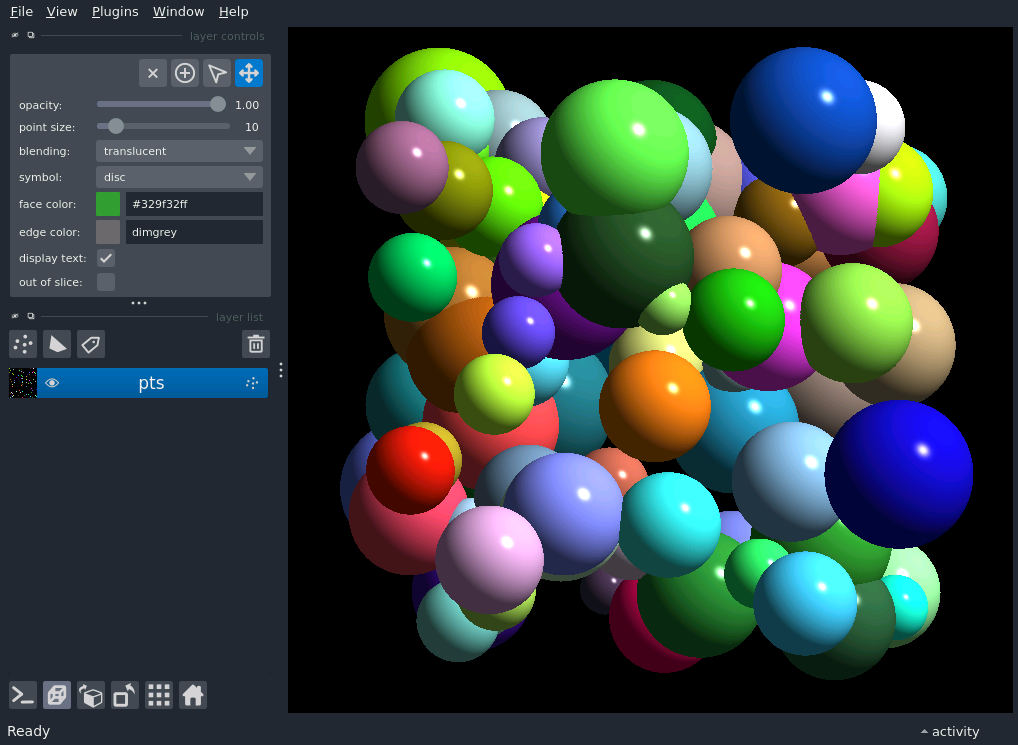 File View Plugins Window Help
layer controls
opacity: 1.00
point size: 10
blending: translucent
symbol: disc
face color: #329f32ff
edge color: dimgrey
display text:
out of slice:
layer list
pts
Ready
activity